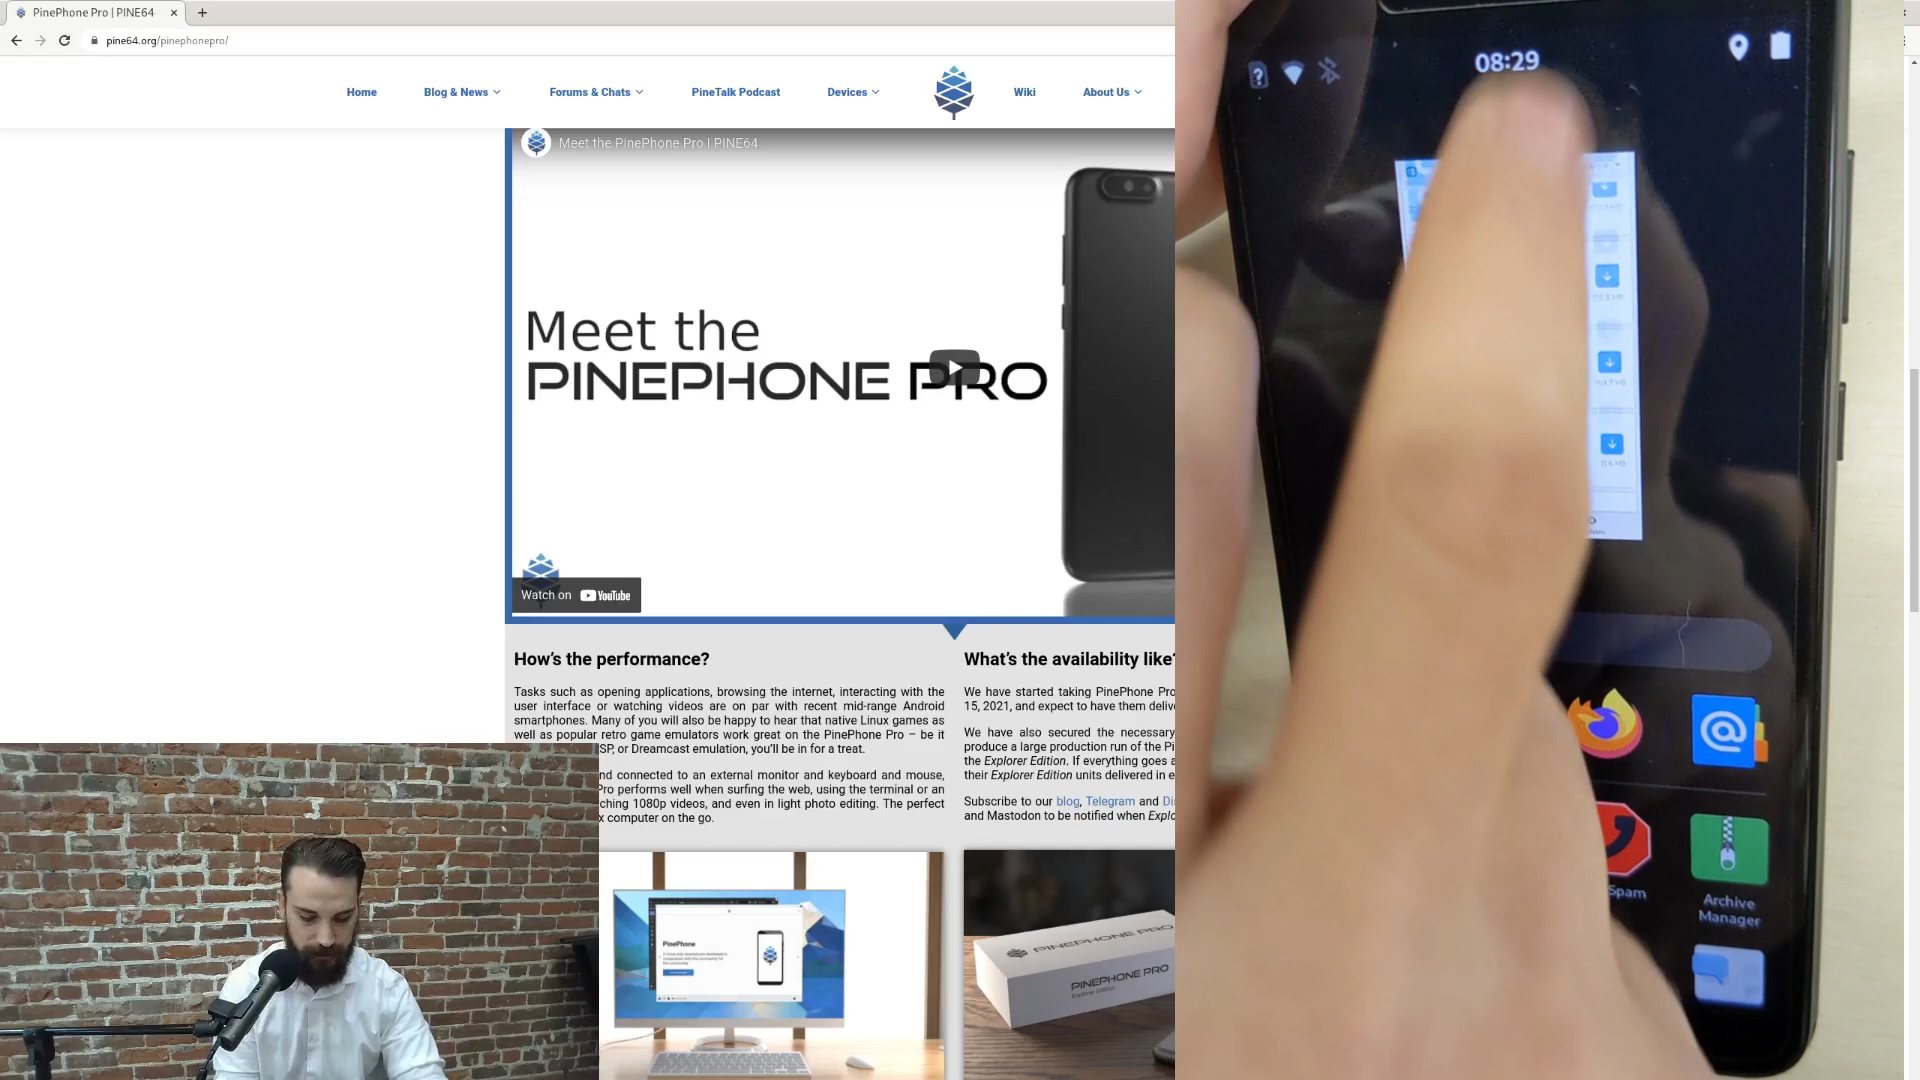 PinePhone Pro | PINE64
pine64.org/pinephonepro/
Home
Blog & News
Forums & Chats
PineTalk Podcast
Devices
Wiki
About Us
Meet the PinePhone Pro | PINE64
Meet the
PINEPHONE PRO
Watch on YouTube
How's the performance?
Tasks such as opening applications, browsing the internet, interacting with the
user interface or watching videos are on par with recent mid-range Android
smartphones. Many of you will also be happy to hear that native Linux games as
well as popular retro game emulators work great on the PinePhone Pro – be it
SP, or Dreamcast emulation, you'll be in for a treat.
nd connected to an external monitor and keyboard and mouse,
Pro performs well when surfing the web, using the terminal or an
ching 1080p videos, and even in light photo editing. The perfect
x computer on the go.
What's the availability like?
We have started taking PinePhone Pro
15, 2021, and expect to have them deliv
We have also secured the necessary
produce a large production run of the Pi
the Explorer Edition. If everything goes a
their Explorer Edition units delivered in e
Subscribe to our blog, Telegram and Di
and Mastodon to be notified when Explo
PinePhone
PINEPHONE PRO
PINEPHONE PRO
Explorer Edition
08:29
Spam
Archive
Manager